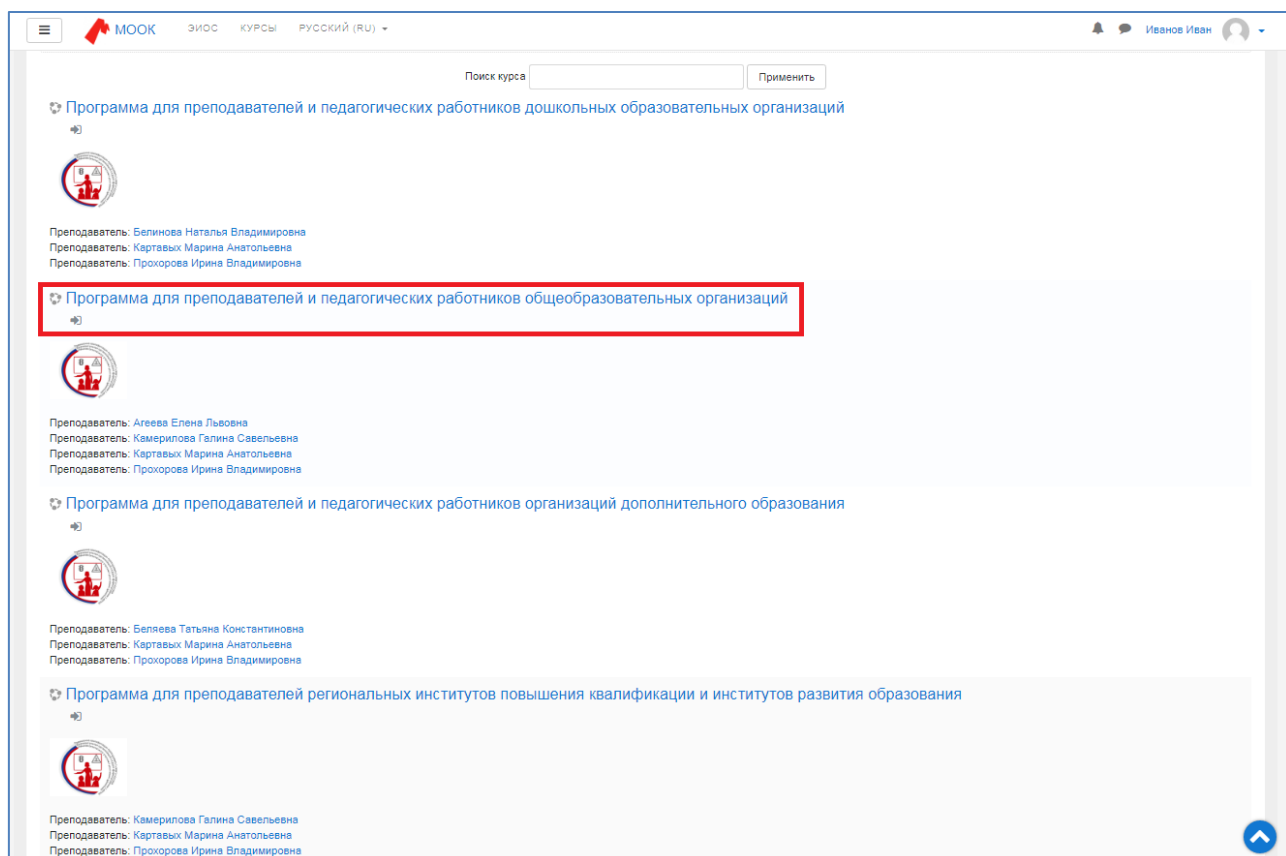 МООК ЭИОС КУРСЫ РУССКИЙ (RU) Иванов Иван
Поиск курса Применить
Программа для преподавателей и педагогических работников дошкольных образовательных организаций
Преподаватель: Белинова Наталья Владимировна
Преподаватель: Картавых Марина Анатольевна
Преподаватель: Прохорова Ирина Владимировна
Программа для преподавателей и педагогических работников общеобразовательных организаций
Преподаватель: Агеева Елена Львовна
Преподаватель: Камерилова Галина Савельевна
Преподаватель: Картавых Марина Анатольевна
Преподаватель: Прохорова Ирина Владимировна
Программа для преподавателей и педагогических работников организаций дополнительного образования
Преподаватель: Беляева Татьяна Константиновна
Преподаватель: Картавых Марина Анатольевна
Преподаватель: Прохорова Ирина Владимировна
Программа для преподавателей региональных институтов повышения квалификации и институтов развития образования
Преподаватель: Камерилова Галина Савельевна
Преподаватель: Картавых Марина Анатольевна
Преподаватель: Прохорова Ирина Владимировна